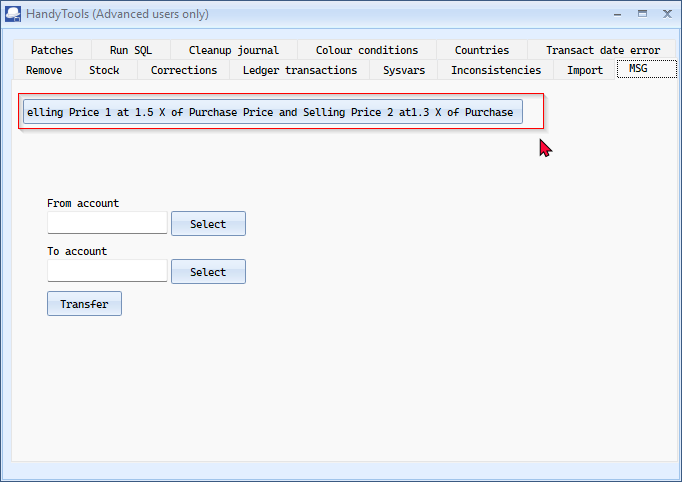 HandyTools (Advanced users only)
Patches Run SQL Cleanup journal Colour conditions Countries Transact date error
Remove Stock Corrections Ledger transactions Sysvars Inconsistencies Import MSG
elling Price 1 at 1.5 X of Purchase Price and Selling Price 2 at1.3 X of Purchase
From account
Select
To account
Select
Transfer